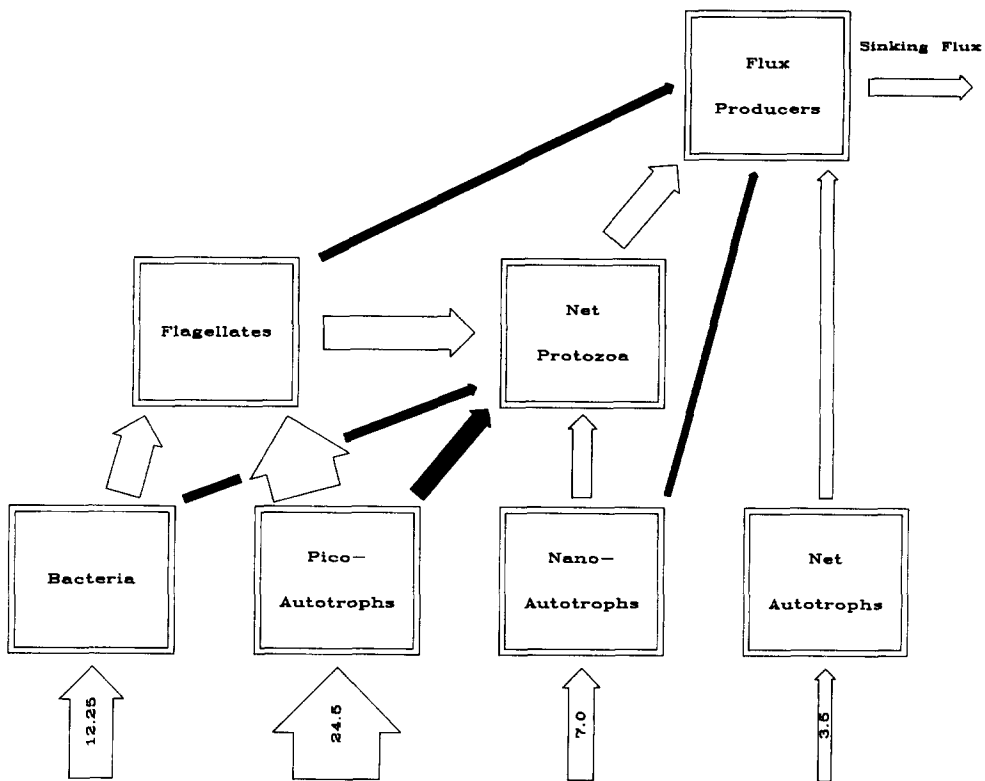 Sinking Flux
Flux
Producers
Flagellates
Net
Protozoa
Bacteria
Pico-
Autotrophs
Nano-
Autotrophs
Net
Autotrophs
12.25
24.5
7.0
3.5